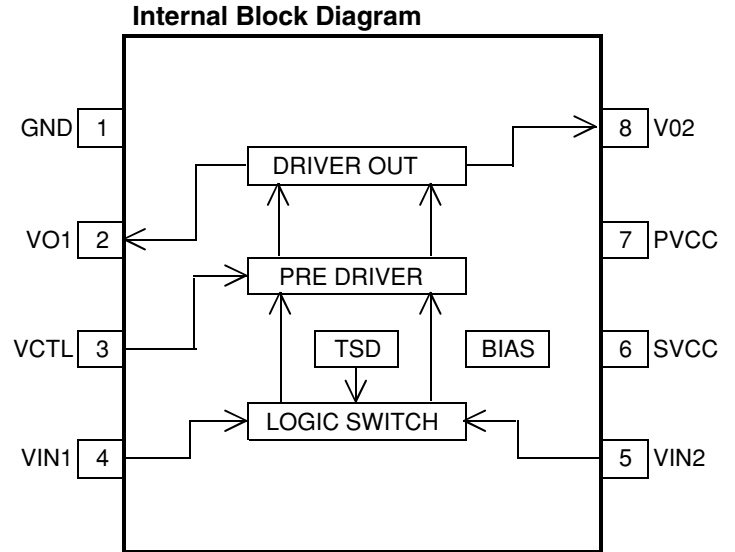 Internal Block Diagram
GND 1
8 V02
DRIVER OUT
VO1 2
7 PVCC
PRE DRIVER
VCTL 3
TSD
BIAS
6 SVCC
LOGIC SWITCH
VIN1 4
5 VIN2